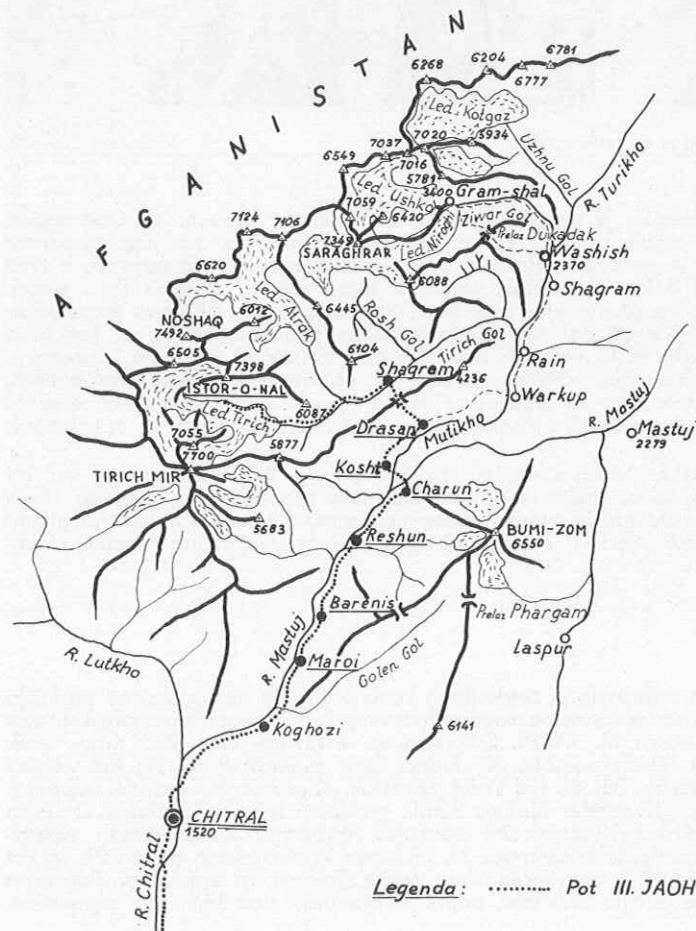 AFGANISTAN
6268
6204
6781
6777
Led. Kotgaz
7037
7020
5934
6549
7016
5781
Uzhnu Gol
R. Turikho
Led. Ushko
3400 Gram-shal
7059
6420
Ziwar Gol
7124
7106
7349
SARAGHRAR
Led. Niroghi
Prelaz Dukadak
Washish
2370
6620
6088
Shagram
Led. Atrak
NOSHAQ
6012
6445
Rosh Gol
7492
6505
6104
Tirich Gol
7398
Shagram
Rain
ISTOR-O-NAL
4236
6087
Warkup
Led. Tirich
Drasan
Mutikho
R. Mastuj
7055
5877
Mastuj
2279
7700
Kosht
TIRICH MIR
Charun
5683
BUMI-ZOM
6550
Reshun
Barenis
Prelaz Phargam
R. Lutkho
R. Mastuj
Laspur
Maroi
Golen Gol
Koghozi
6141
CHITRAL
1520
R. Chitral
Legenda: ........... Pot III. JAOH